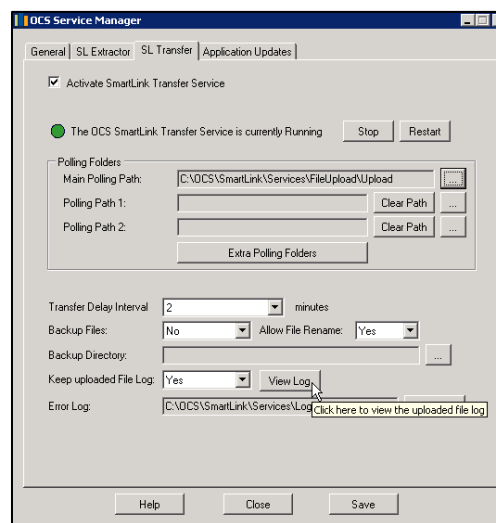 OCS Service Manager
General SL Extractor SL Transfer Application Updates
Activate SmartLink Transfer Service
The OCS SmartLink Transfer Service is currently Running Stop Restart
Polling Folders
Main Polling Path: C:\OCS\SmartLink\Services\FileUpload\Upload ...
Polling Path 1: Clear Path ...
Polling Path 2: Clear Path ...
Extra Polling Folders
Transfer Delay Interval 2 minutes
Backup Files: No Allow File Rename: Yes
Backup Directory: ...
Keep uploaded File Log: Yes View Log
Error Log: C:\OCS\SmartLink\Services\Log
Click here to view the uploaded file log
Help Close Save